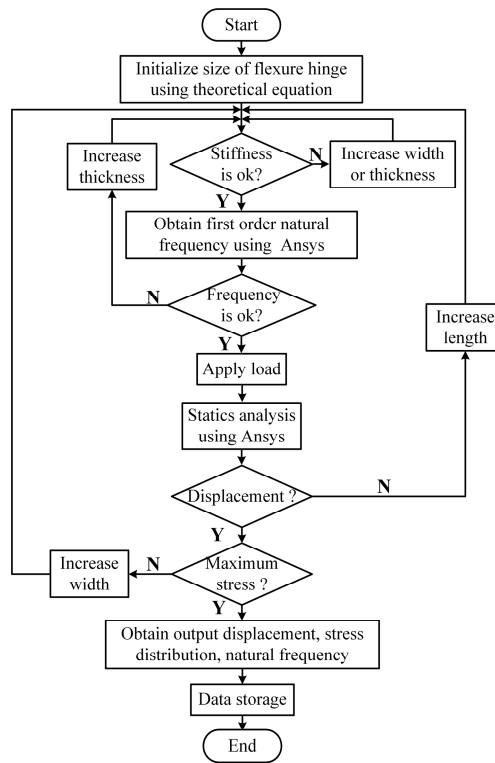 Start
Initialize size of flexure hinge
using theoretical equation
Increase
thickness
Stiffness
is ok?
N
Increase width
or thickness
Y
Obtain first order natural
frequency using Ansys
N
Frequency
is ok?
Increase
length
Y
Apply load
Statics analysis
using Ansys
Displacement ?
N
Y
Increase
width
N
Maximum
stress ?
Y
Obtain output displacement, stress
distribution, natural frequency
Data storage
End